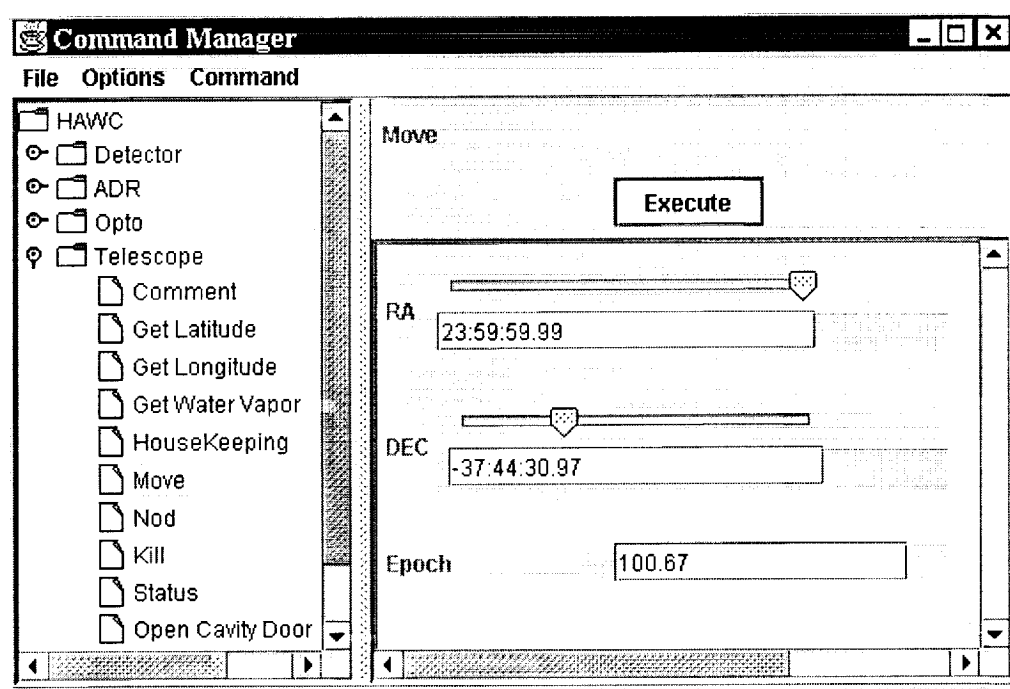 Command Manager
File Options Command
HAWC
Detector
ADR
Opto
Telescope
Comment
Get Latitude
Get Longitude
Get Water Vapor
HouseKeeping
Move
Nod
Kill
Status
Open Cavity Door
Move
Execute
RA
23:59:59.99
DEC
-37:44:30.97
Epoch
100.67